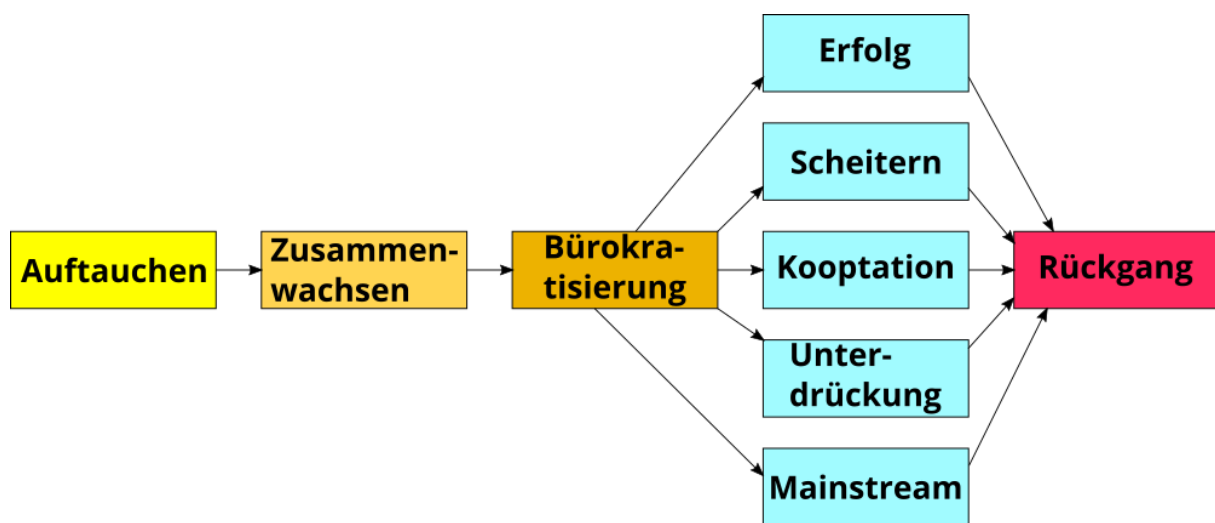 Auftauchen
Zusammen-
wachsen
Bürokra-
tisierung
Erfolg
Scheitern
Kooptation
Unter-
drückung
Mainstream
Rückgang